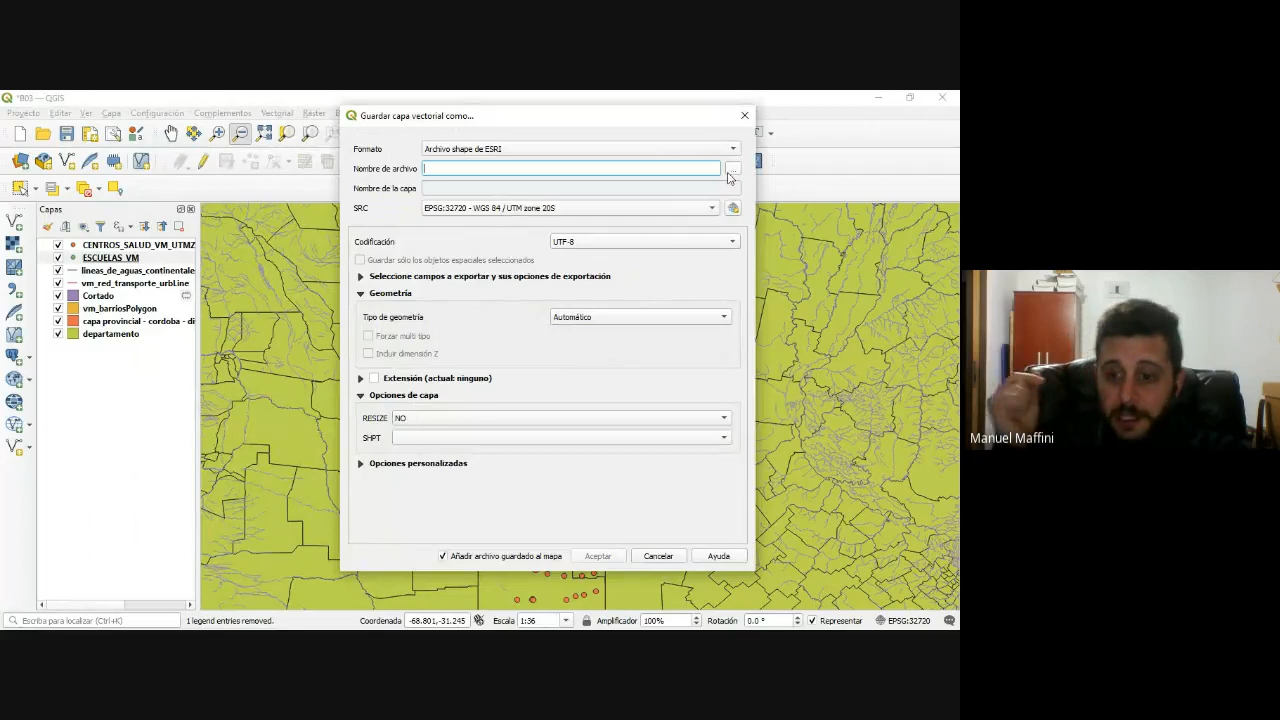 *B03 — QGIS
Proyecto Editar Ver Capa Configuración Complementos Vectorial Ráster
Guardar capa vectorial como...
Formato Archivo shape de ESRI
Nombre de archivo
Nombre de la capa
SRC EPSG:32720 - WGS 84 / UTM zone 20S
Codificación UTF-8
Guardar sólo los objetos espaciales seleccionados
Seleccione campos a exportar y sus opciones de exportación
Geometría
Tipo de geometría Automático
Forzar multi tipo
Incluir dimensión Z
Extensión (actual: ninguno)
Opciones de capa
RESIZE NO
SHPT
Opciones personalizadas
Añadir archivo guardado al mapa Aceptar Cancelar Ayuda
Capas
CENTROS_SALUD_VM_UTMZ
ESCUELAS_VM
lineas_de_aguas_continentale
vm_red_transporte_urbLine
Cortado
vm_barriosPolygon
capa provincial - cordoba - di
departamento
Escriba para localizar (Ctrl+K) 1 legend entries removed. Coordenada -68.801,-31.245 Escala 1:36 Amplificador 100% Rotación 0.0 ° Representar EPSG:32720
Manuel Maffini